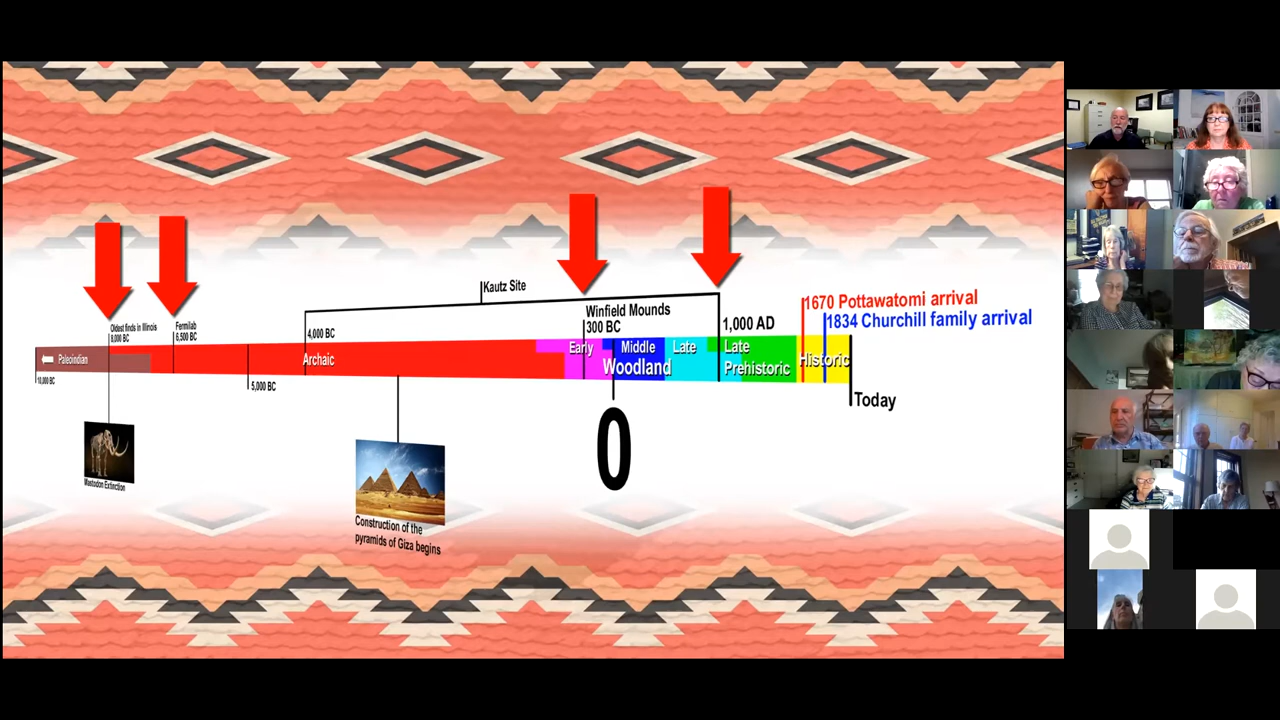 Kautz Site
1670 Pottawatomi arrival
Winfield Mounds
1834 Churchill family arrival
Oldest finds in Illinois
8,000 BC
Fermilab
6,500 BC
4,000 BC
300 BC
1,000 AD
Paleoindian
Archaic
Early
Middle
Late
Woodland
Late
Prehistoric
Historic
10,000 BC
5,000 BC
Today
0
Mastodon Extinction
Construction of the
pyramids of Giza begins